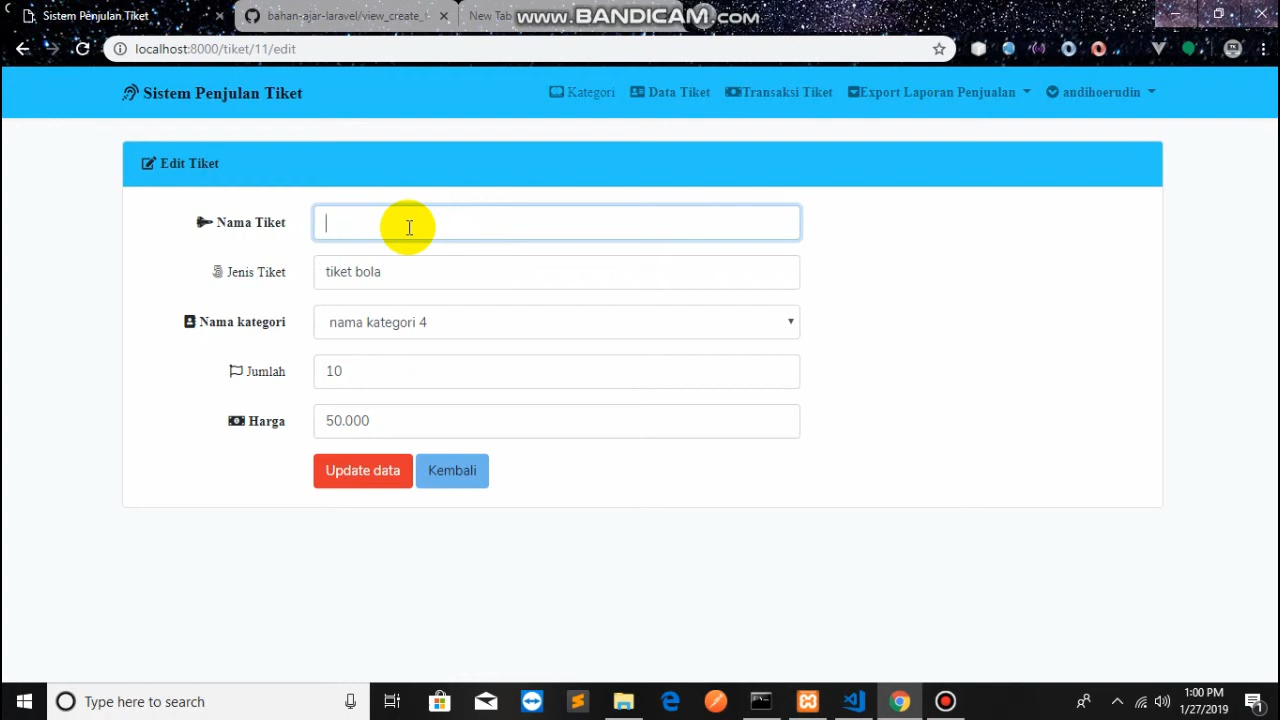 Sistem Penjulan Tiket
bahan-ajar-laravel/view_create_
New Tab
www.BANDICAM.com
localhost:8000/tiket/11/edit
Sistem Penjulan Tiket
Kategori
Data Tiket
Transaksi Tiket
Export Laporan Penjualan
andihoerudin
Edit Tiket
Nama Tiket
Jenis Tiket
tiket bola
Nama kategori
nama kategori 4
Jumlah
10
Harga
50.000
Update data
Kembali
Type here to search
1:00 PM
1/27/2019
1